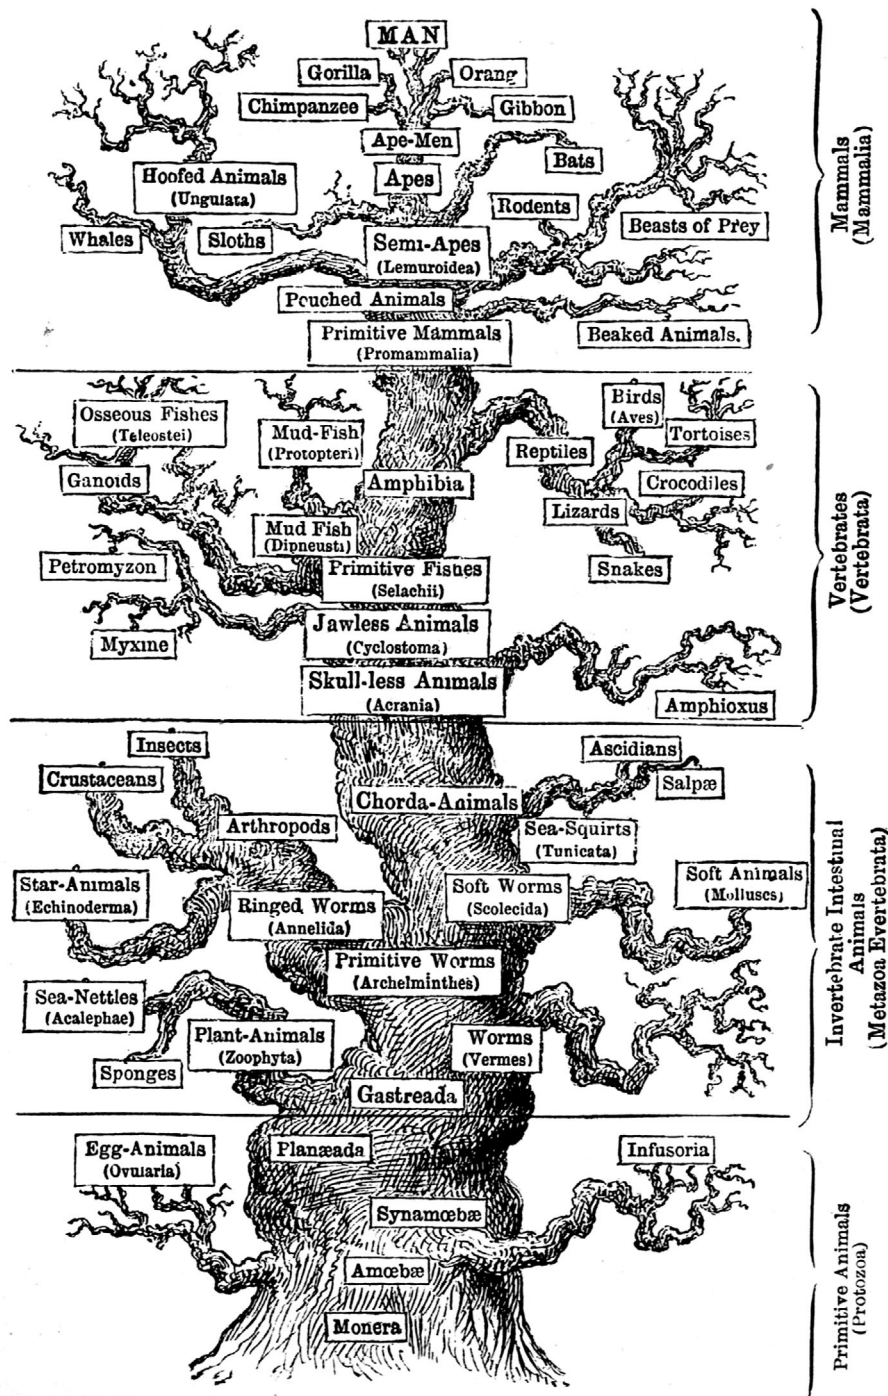 MAN
Gorilla
Orang
Chimpanzee
Gibbon
Ape-Men
Bats
Hoofed Animals
(Ungulata)
Apes
Rodents
Whales
Sloths
Semi-Apes
(Lemuroidea)
Beasts of Prey
Pouched Animals
Primitive Mammals
(Promammalia)
Beaked Animals.
Mammals
(Mammalia)
Osseous Fishes
(Teleostei)
Mud-Fish
(Protopteri)
Birds
(Aves)
Tortoises
Ganoids
Amphibia
Reptiles
Crocodiles
Lizards
Mud Fish
(Dipneusti)
Petromyzon
Primitive Fishes
(Selachii)
Snakes
Myxine
Jawless Animals
(Cyclostoma)
Skull-less Animals
(Acrania)
Amphioxus
Vertebrates
(Vertebrata)
Insects
Ascidians
Crustaceans
Salpæ
Chorda-Animals
Arthropods
Sea-Squirts
(Tunicata)
Star-Animals
(Echinoderma)
Ringed Worms
(Annelida)
Soft Worms
(Scolecida)
Soft Animals
(Molluscs)
Primitive Worms
(Archelminthes)
Sea-Nettles
(Acalephae)
Plant-Animals
(Zoophyta)
Worms
(Vermes)
Sponges
Gastreada
Invertebrate Intestinal
Animals
(Metazoa Evertebrata)
Egg-Animals
(Ovularia)
Planæada
Infusoria
Synamœbæ
Amœbæ
Monera
Primitive Animals
(Protozoa)